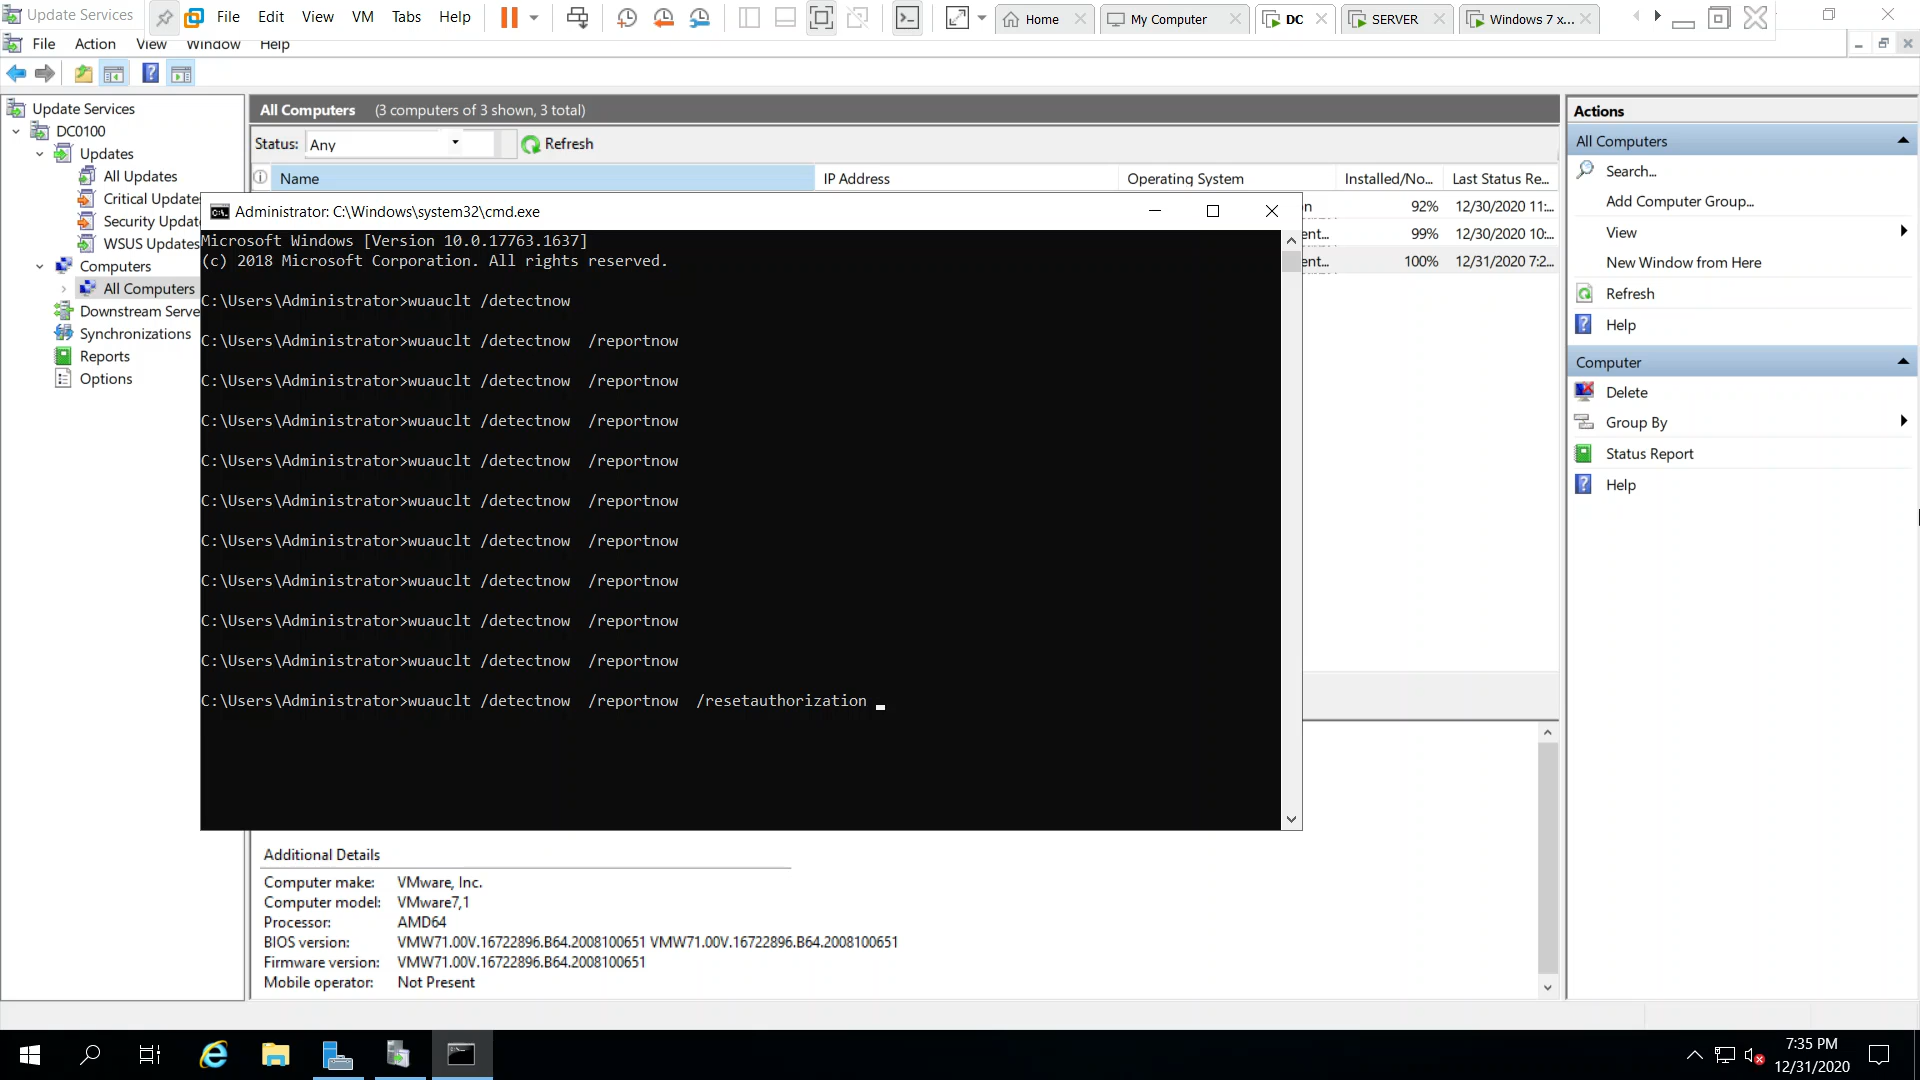 Update Services
File Edit View VM Tabs Help
Home
My Computer
DC
SERVER
Windows 7 x...
File Action View Window Help
Update Services
DC0100
Updates
All Updates
Critical Update
Security Updat
WSUS Updates
Computers
All Computers
Downstream Serve
Synchronizations
Reports
Options
All Computers (3 computers of 3 shown, 3 total)
Status: Any Refresh
Name IP Address Operating System Installed/No... Last Status Re...
on 92% 12/30/2020 11:...
ent... 99% 12/30/2020 10:...
ent... 100% 12/31/2020 7:2...
Administrator: C:\Windows\system32\cmd.exe
Microsoft Windows [Version 10.0.17763.1637]
(c) 2018 Microsoft Corporation. All rights reserved.
C:\Users\Administrator>wuauclt /detectnow
C:\Users\Administrator>wuauclt /detectnow  /reportnow
C:\Users\Administrator>wuauclt /detectnow  /reportnow
C:\Users\Administrator>wuauclt /detectnow  /reportnow
C:\Users\Administrator>wuauclt /detectnow  /reportnow
C:\Users\Administrator>wuauclt /detectnow  /reportnow
C:\Users\Administrator>wuauclt /detectnow  /reportnow
C:\Users\Administrator>wuauclt /detectnow  /reportnow
C:\Users\Administrator>wuauclt /detectnow  /reportnow
C:\Users\Administrator>wuauclt /detectnow  /reportnow
C:\Users\Administrator>wuauclt /detectnow  /reportnow  /resetauthorization
Additional Details
Computer make: VMware, Inc.
Computer model: VMware7,1
Processor: AMD64
BIOS version: VMW71.00V.16722896.B64.2008100651 VMW71.00V.16722896.B64.2008100651
Firmware version: VMW71.00V.16722896.B64.2008100651
Mobile operator: Not Present
Actions
All Computers
Search...
Add Computer Group...
View
New Window from Here
Refresh
Help
Computer
Delete
Group By
Status Report
Help
7:35 PM
12/31/2020